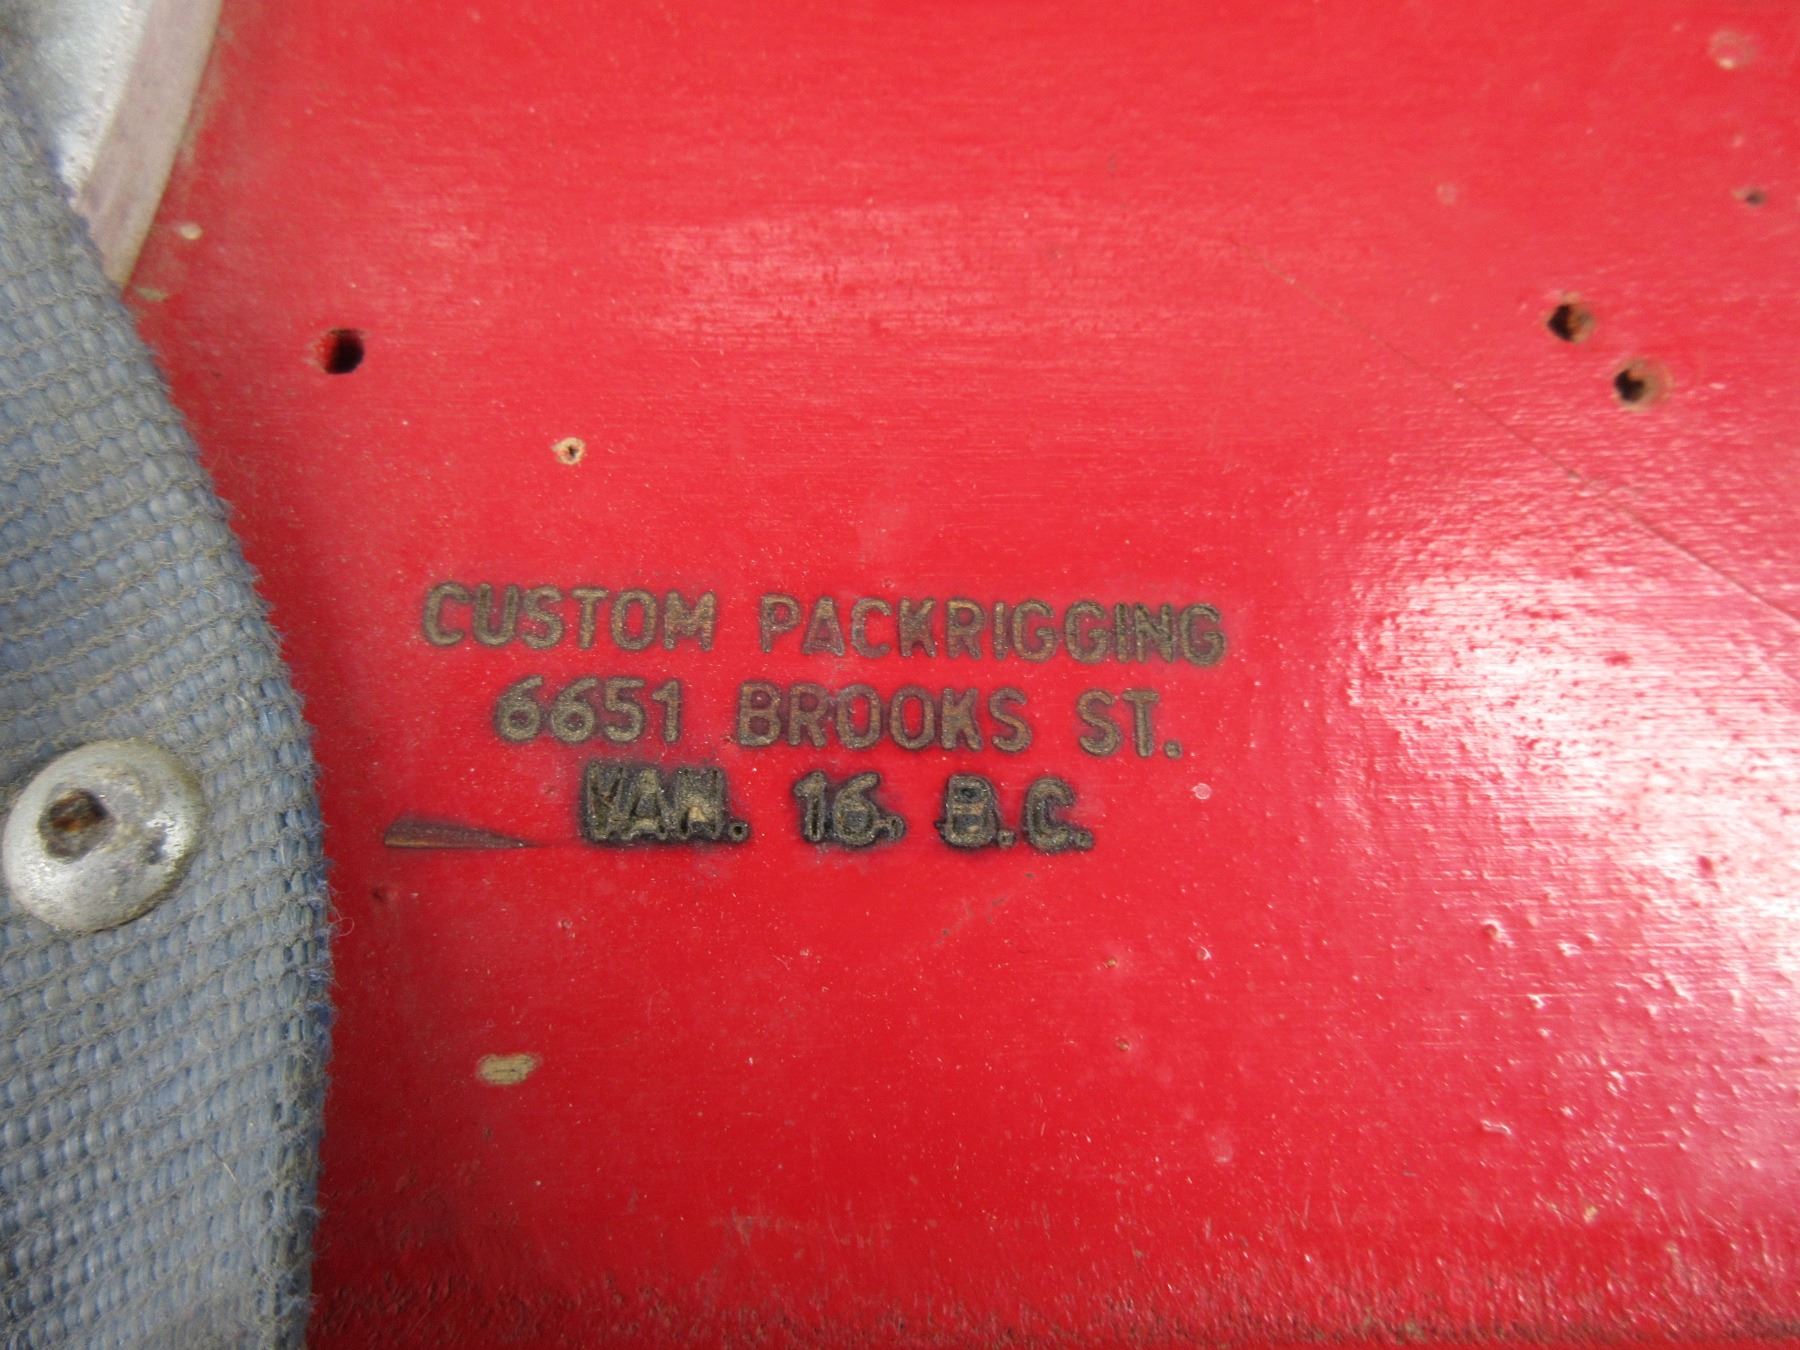 CUSTOM PACKRIGGING
6651 BROOKS ST.
VAN. 16. B.C.